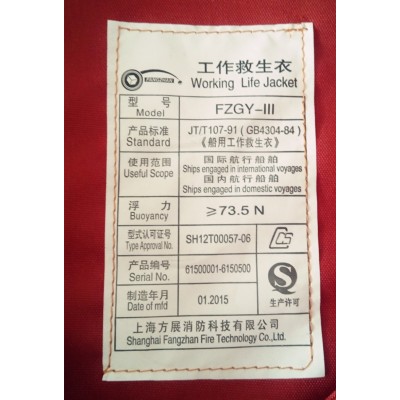 FANGZHAN
工作救生衣
Working Life Jacket
型 号
Model
FZGY-III
产品标准
Standard
JT/T107-91 (GB4304-84)
《船用工作救生衣》
使用范围
Useful Scope
国际航行船舶
Ships engaged in international voyages
国内航行船舶
Ships engaged in domestic voyages
浮 力
Buoyancy
≥73.5 N
型式认可证号
Type Approval No.
SH12T00057-06
CS
产品编号
Serial No.
61500001-6150500
制造年月
Date of mfd
01.2015
生产许可
上海方展消防科技有限公司
Shanghai Fangzhan Fire Technology Co.,Ltd.